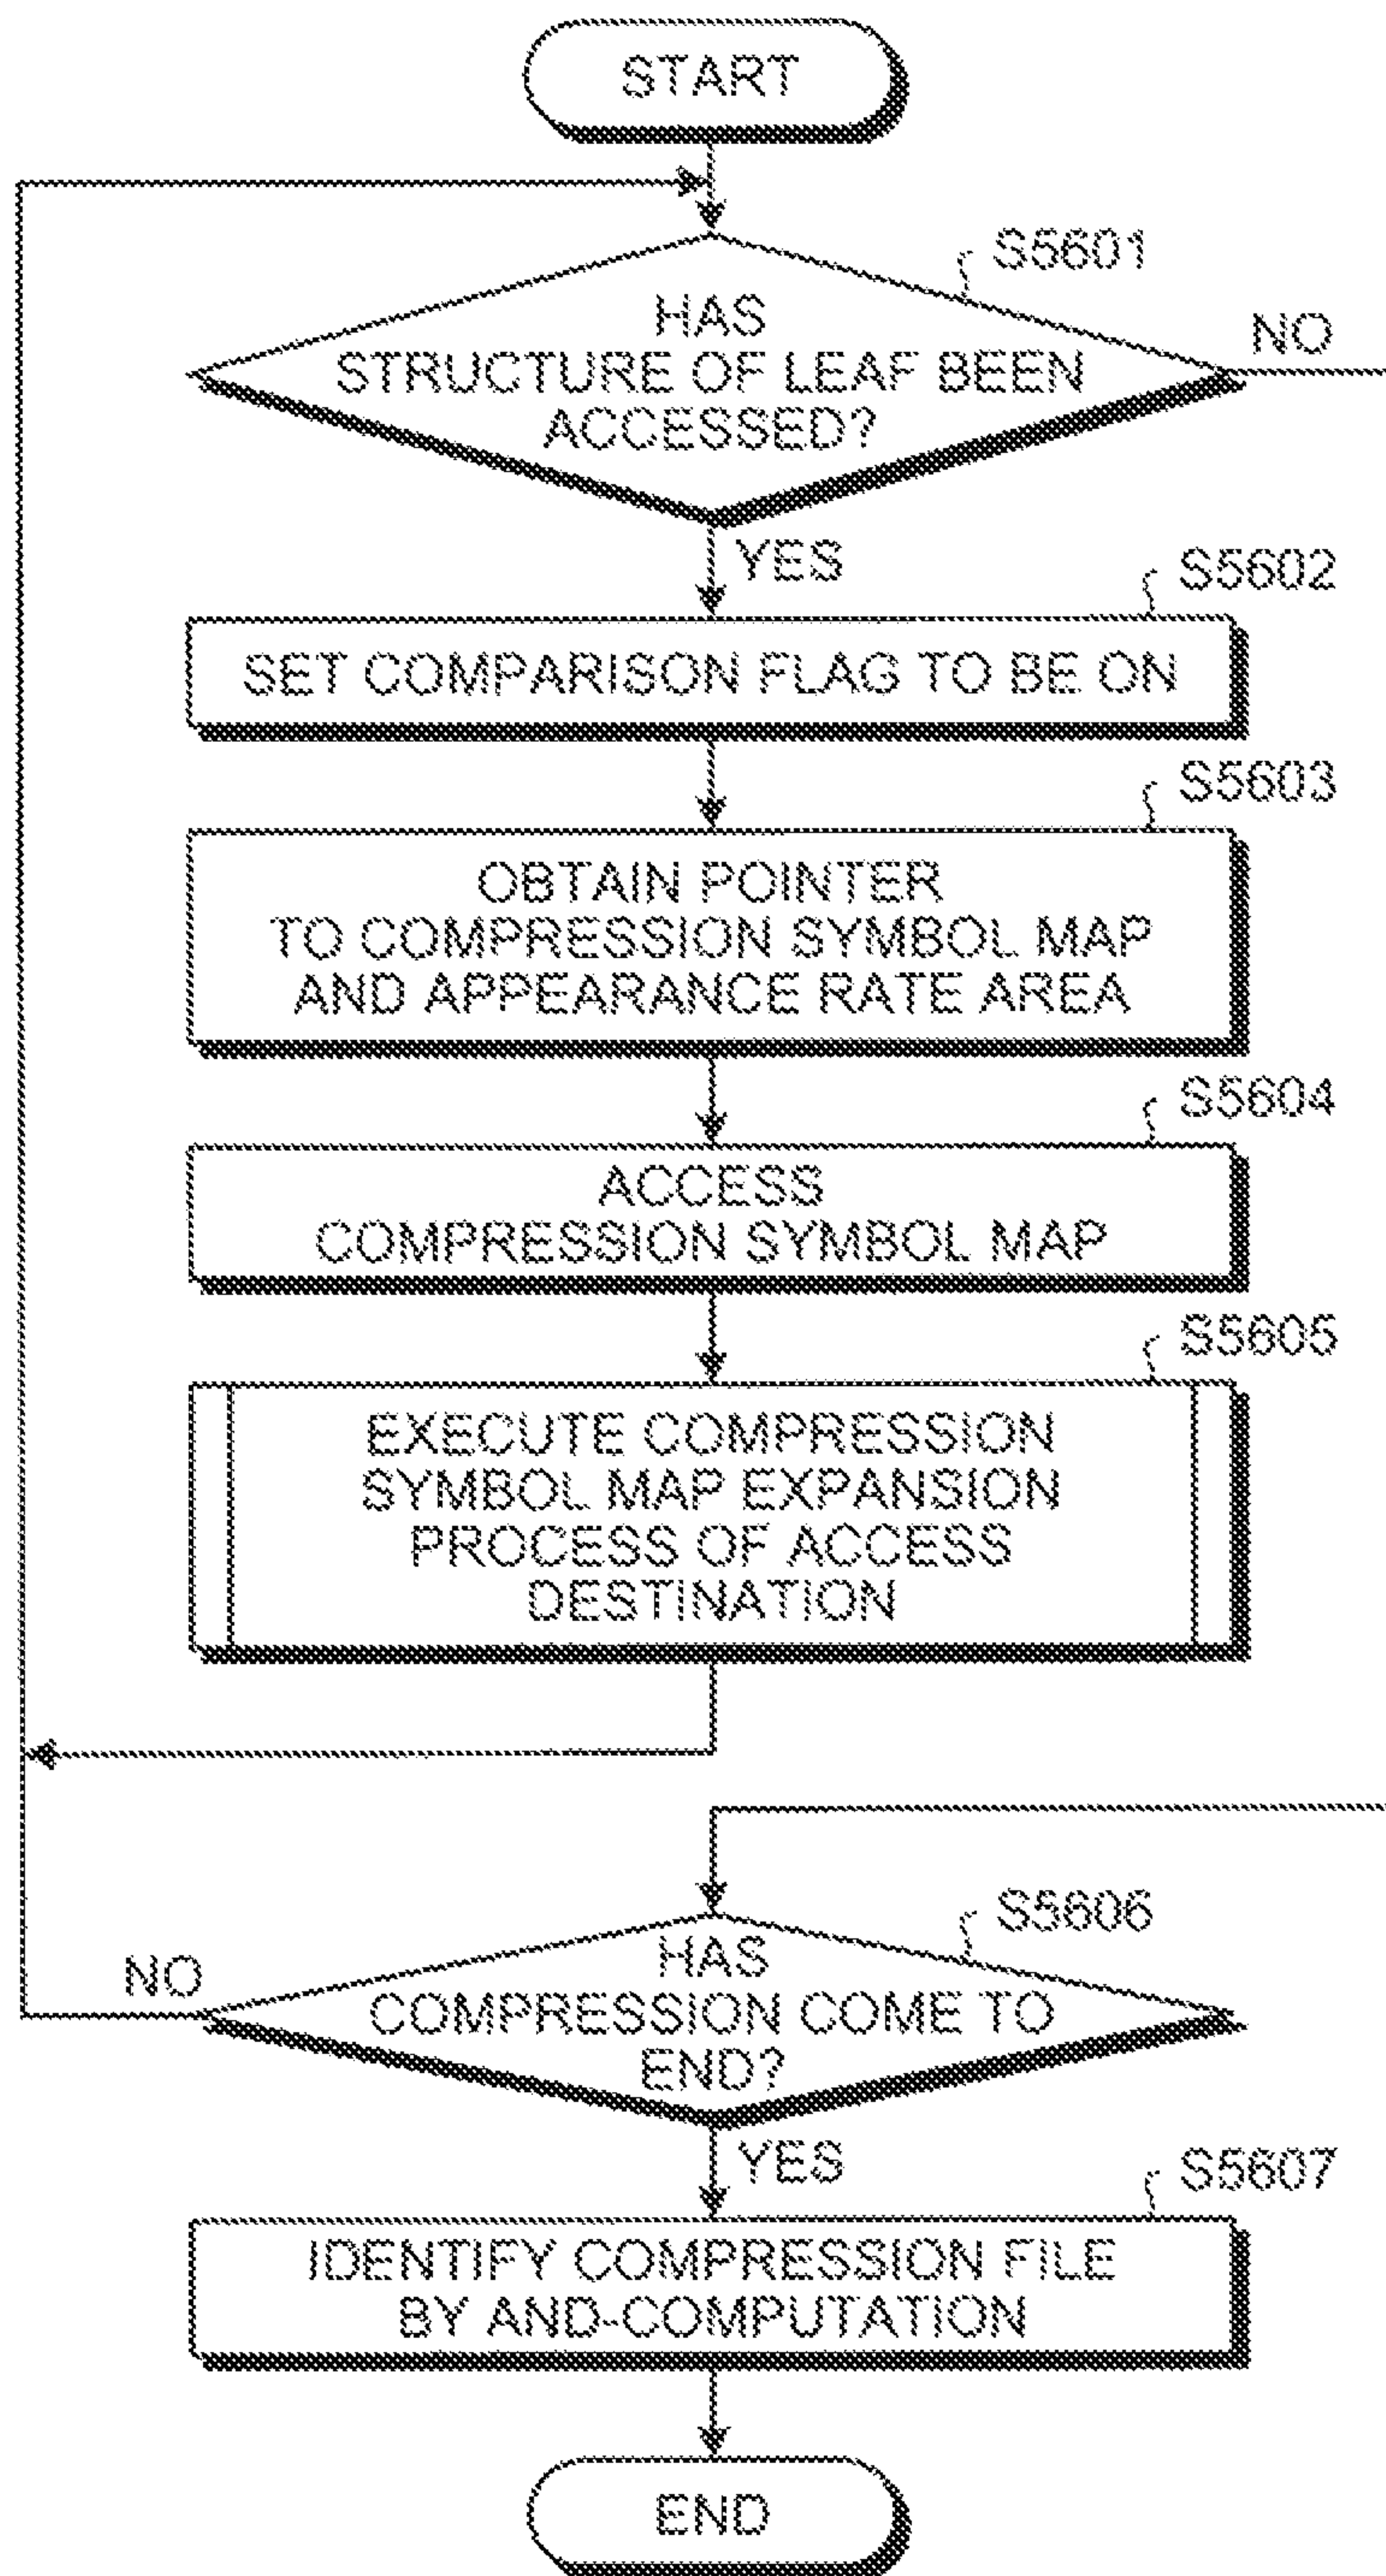 START
S5601
HAS
STRUCTURE OF LEAF BEEN
ACCESSED?
NO
YES
S5602
SET COMPARISON FLAG TO BE ON
S5603
OBTAIN POINTER
TO COMPRESSION SYMBOL MAP
AND APPEARANCE RATE AREA
S5604
ACCESS
COMPRESSION SYMBOL MAP
S5605
EXECUTE COMPRESSION
SYMBOL MAP EXPANSION
PROCESS OF ACCESS
DESTINATION
S5606
HAS
COMPRESSION COME TO
END?
NO
YES
S5607
IDENTIFY COMPRESSION FILE
BY AND-COMPUTATION
END